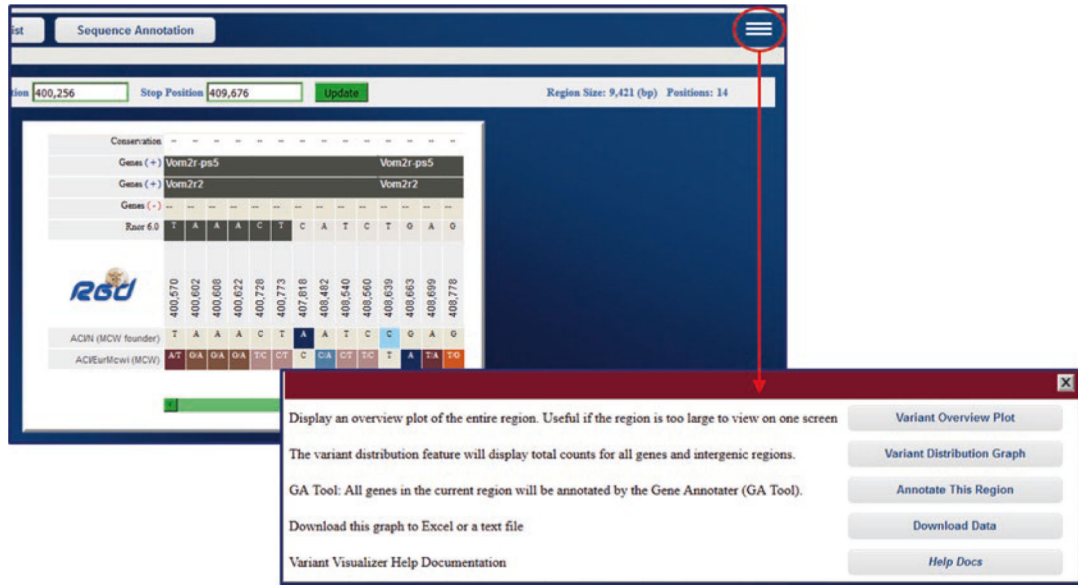 ist Sequence Annotation
tion 400,256 Stop Position 409,676 Update Region Size: 9,421 (bp) Positions: 14
Conservation -- -- -- -- -- -- -- -- -- -- -- -- -- --
Genes (+) Vom2r-ps5 Vom2r-ps5
Genes (+) Vom2r2 Vom2r2
Genes (-) -- -- -- -- -- -- -- -- -- -- -- -- -- --
Rnor 6.0 T A A A C T C A T C T G A G
RGD
400,570 400,602 400,608 400,622 400,728 400,773 407,818 408,482 408,540 408,560 408,639 408,663 408,699 408,778
ACI/N (MCW founder) T A A A C T A A T C C G A G
ACI/EurMcwi (MCW) A/T G/A G/A G/A T/C C/T C C/A C/T T/C T A T/A T/G
X
Display an overview plot of the entire region. Useful if the region is too large to view on one screen Variant Overview Plot
The variant distribution feature will display total counts for all genes and intergenic regions. Variant Distribution Graph
GA Tool: All genes in the current region will be annotated by the Gene Annotater (GA Tool). Annotate This Region
Download this graph to Excel or a text file Download Data
Variant Visualizer Help Documentation Help Docs